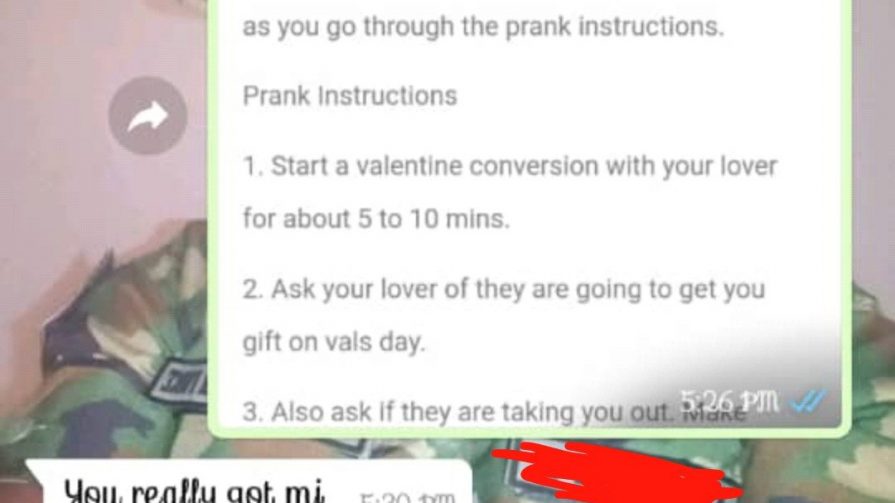 as you go through the prank instructions.
Prank Instructions
1. Start a valentine conversion with your lover
for about 5 to 10 mins.
2. Ask your lover of they are going to get you
gift on vals day.
3. Also ask if they are taking you out. Make
5:26 PM
You really got mi
PM